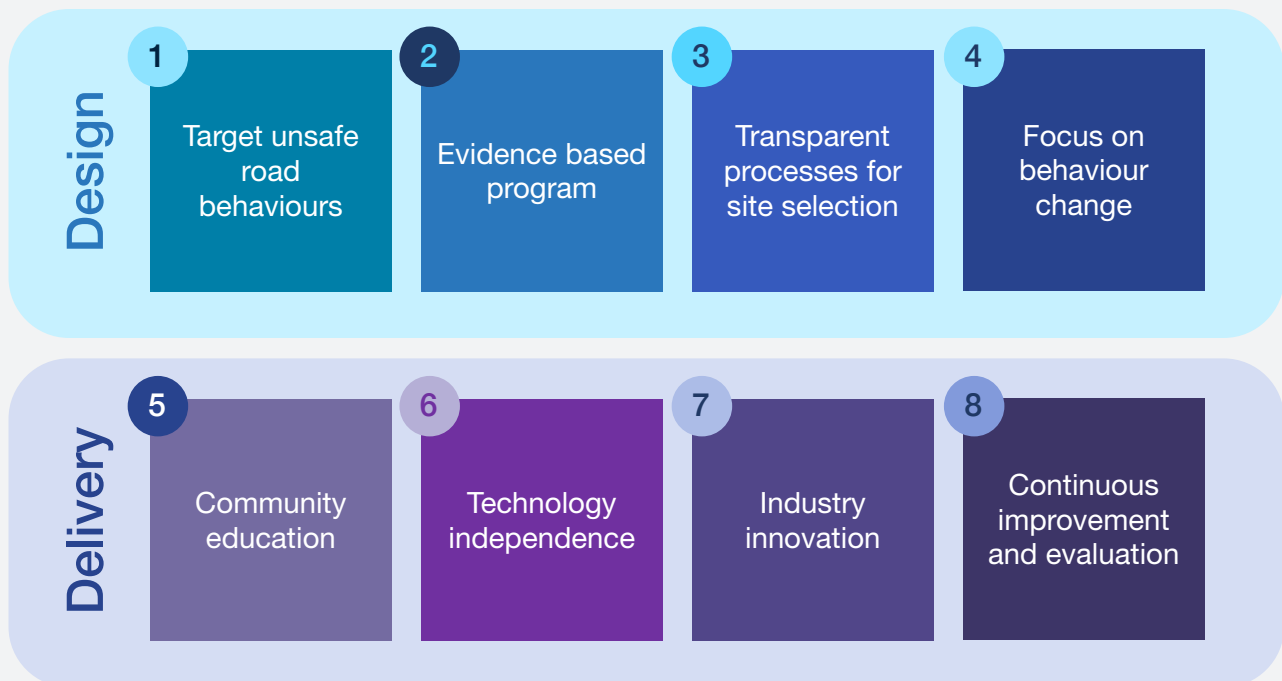 Design
1
Target unsafe
road
behaviours
2
Evidence based
program
3
Transparent
processes for
site selection
4
Focus on
behaviour
change
Delivery
5
Community
education
6
Technology
independence
7
Industry
innovation
8
Continuous
improvement
and evaluation